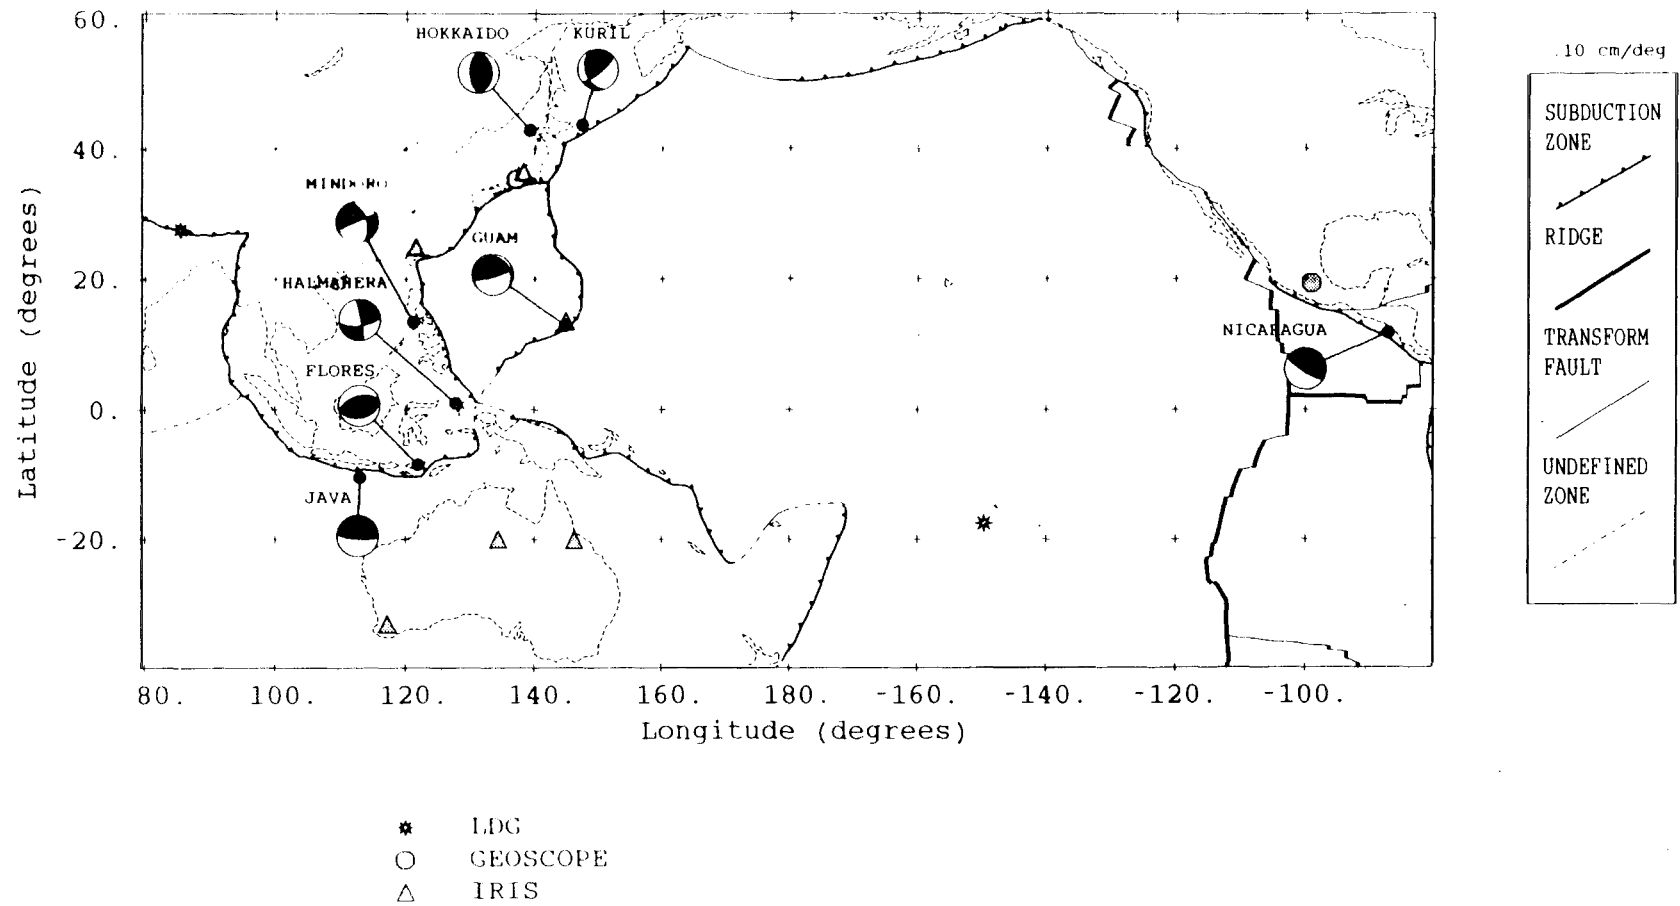 60.
40.
20.
0.
-20.
Latitude (degrees)
HOKKAIDO
KURIL
MINDORO
GUAM
HALMAHERA
FLORES
JAVA
NICARAGUA
80. 100. 120. 140. 160. 180. -160. -140. -120. -100.
Longitude (degrees)
.10 cm/deg
SUBDUCTION
ZONE
RIDGE
TRANSFORM
FAULT
UNDEFINED
ZONE
LDG
GEOSCOPE
IRIS